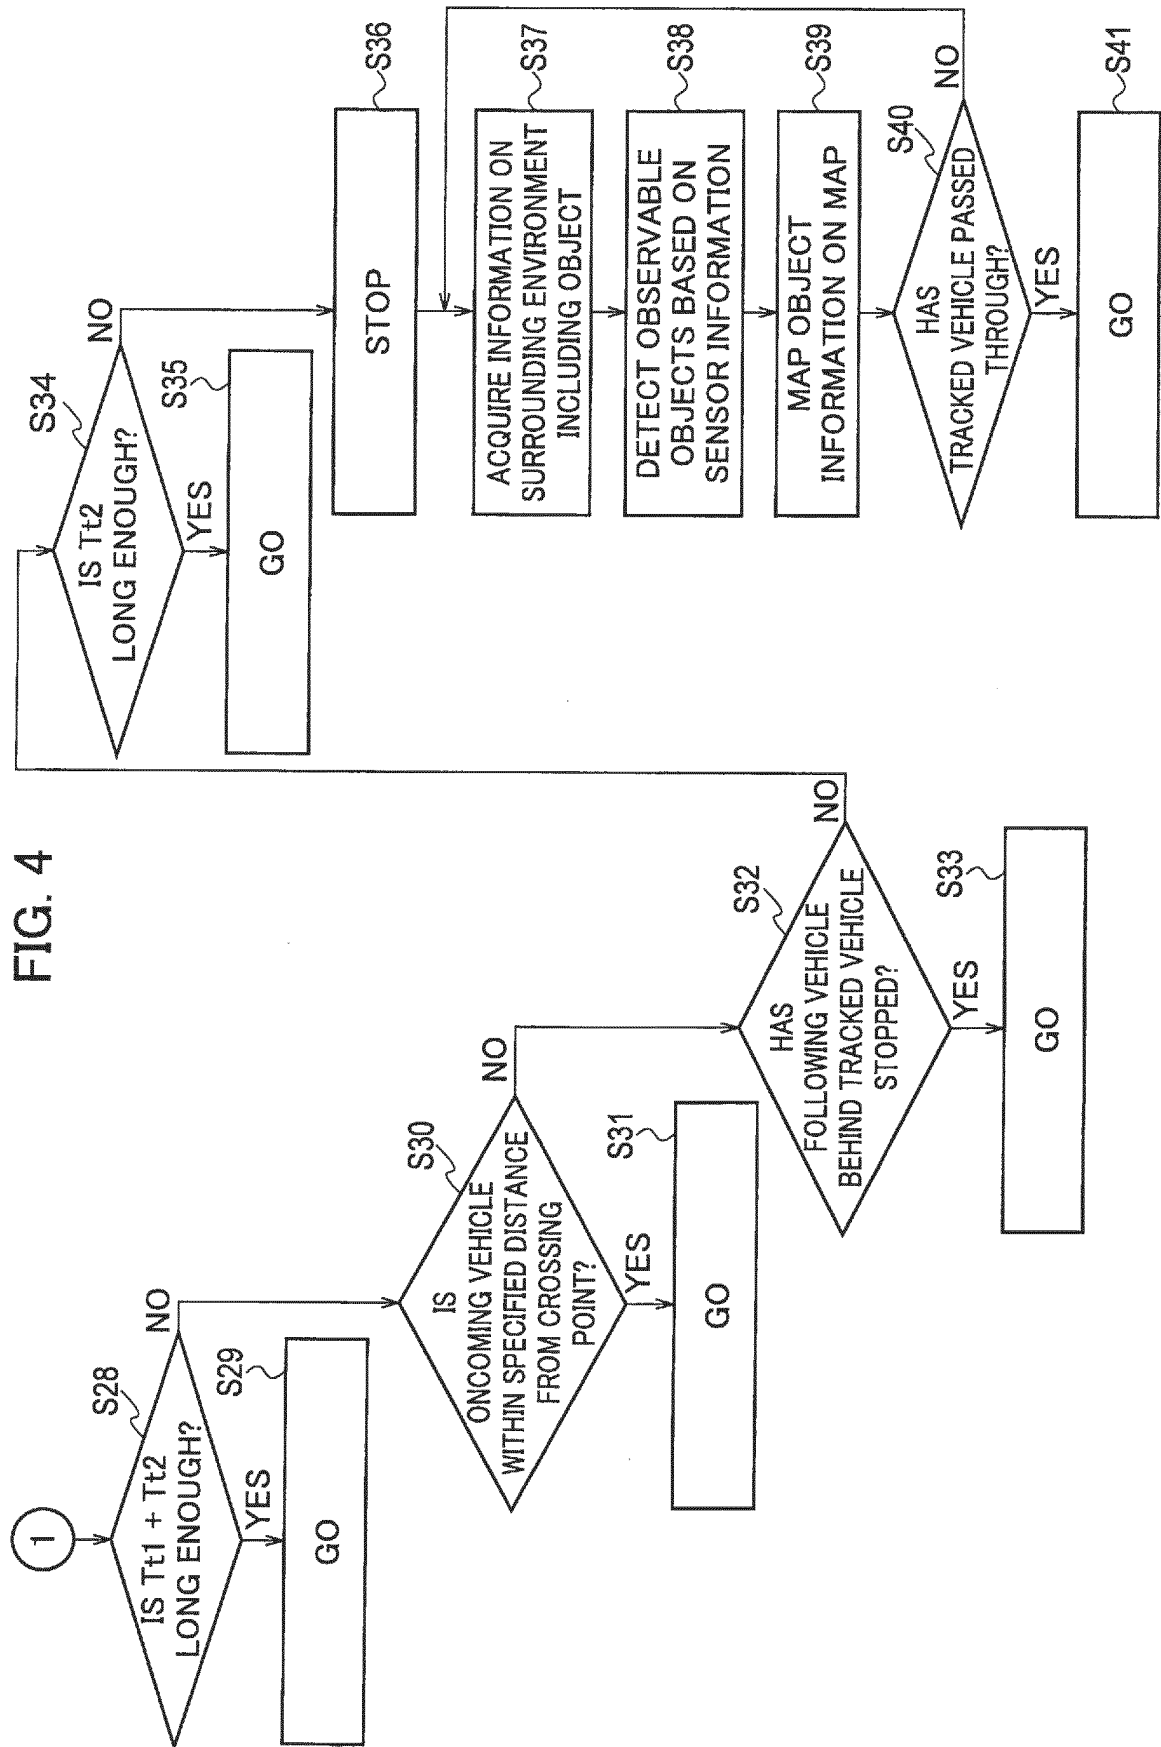 FIG. 4
1
S28
IS Tt1 + Tt2
LONG ENOUGH?
NO
YES
S29
GO
S30
IS
ONCOMING VEHICLE
WITHIN SPECIFIED DISTANCE
FROM CROSSING
POINT?
NO
YES
S31
GO
S32
HAS
FOLLOWING VEHICLE
BEHIND TRACKED VEHICLE
STOPPED?
NO
YES
S33
GO
S34
IS Tt2
LONG ENOUGH?
NO
YES
S35
GO
S36
STOP
S37
ACQUIRE INFORMATION ON
SURROUNDING ENVIRONMENT
INCLUDING OBJECT
S38
DETECT OBSERVABLE
OBJECTS BASED ON
SENSOR INFORMATION
S39
MAP OBJECT
INFORMATION ON MAP
S40
HAS
TRACKED VEHICLE PASSED
THROUGH?
NO
YES
S41
GO